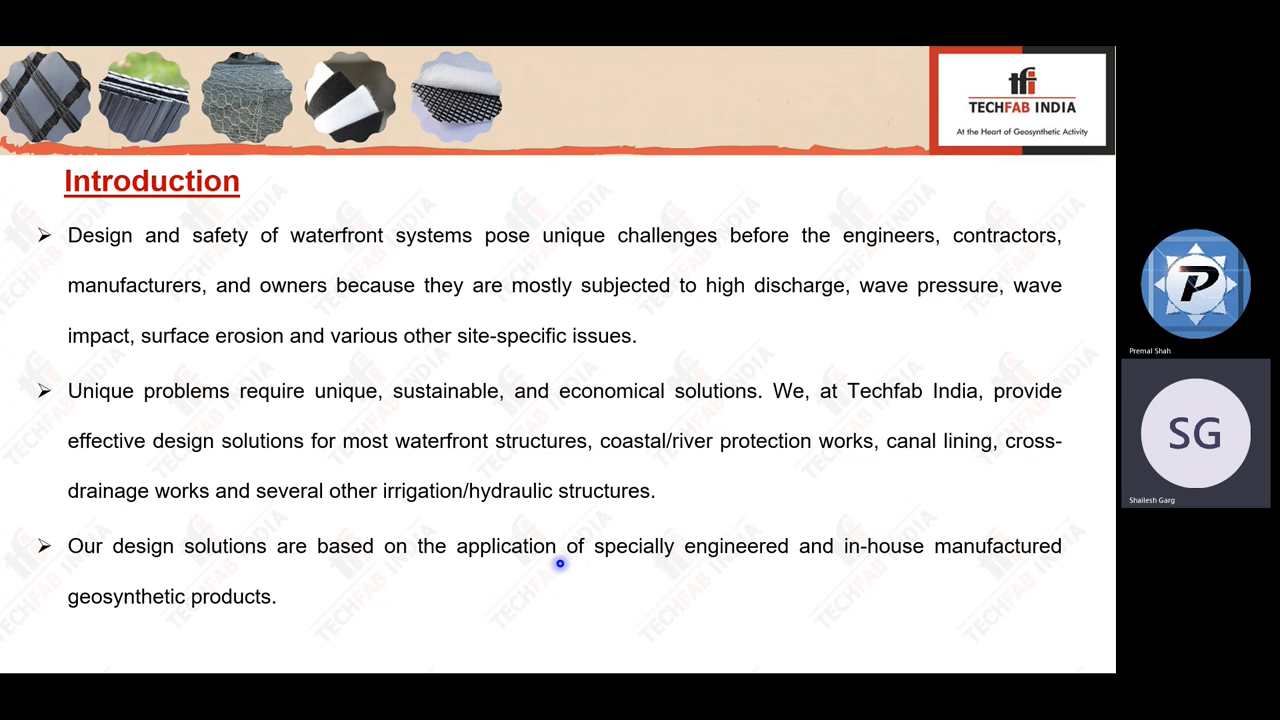 tfi
TECHFAB INDIA
At the Heart of Geosynthetic Activity
Introduction
➢ Design and safety of waterfront systems pose unique challenges before the engineers, contractors,
manufacturers, and owners because they are mostly subjected to high discharge, wave pressure, wave
impact, surface erosion and various other site-specific issues.
➢ Unique problems require unique, sustainable, and economical solutions. We, at Techfab India, provide
effective design solutions for most waterfront structures, coastal/river protection works, canal lining, cross-
drainage works and several other irrigation/hydraulic structures.
➢ Our design solutions are based on the application of specially engineered and in-house manufactured
geosynthetic products.
P
Premal Shah
SG
Shailesh Garg